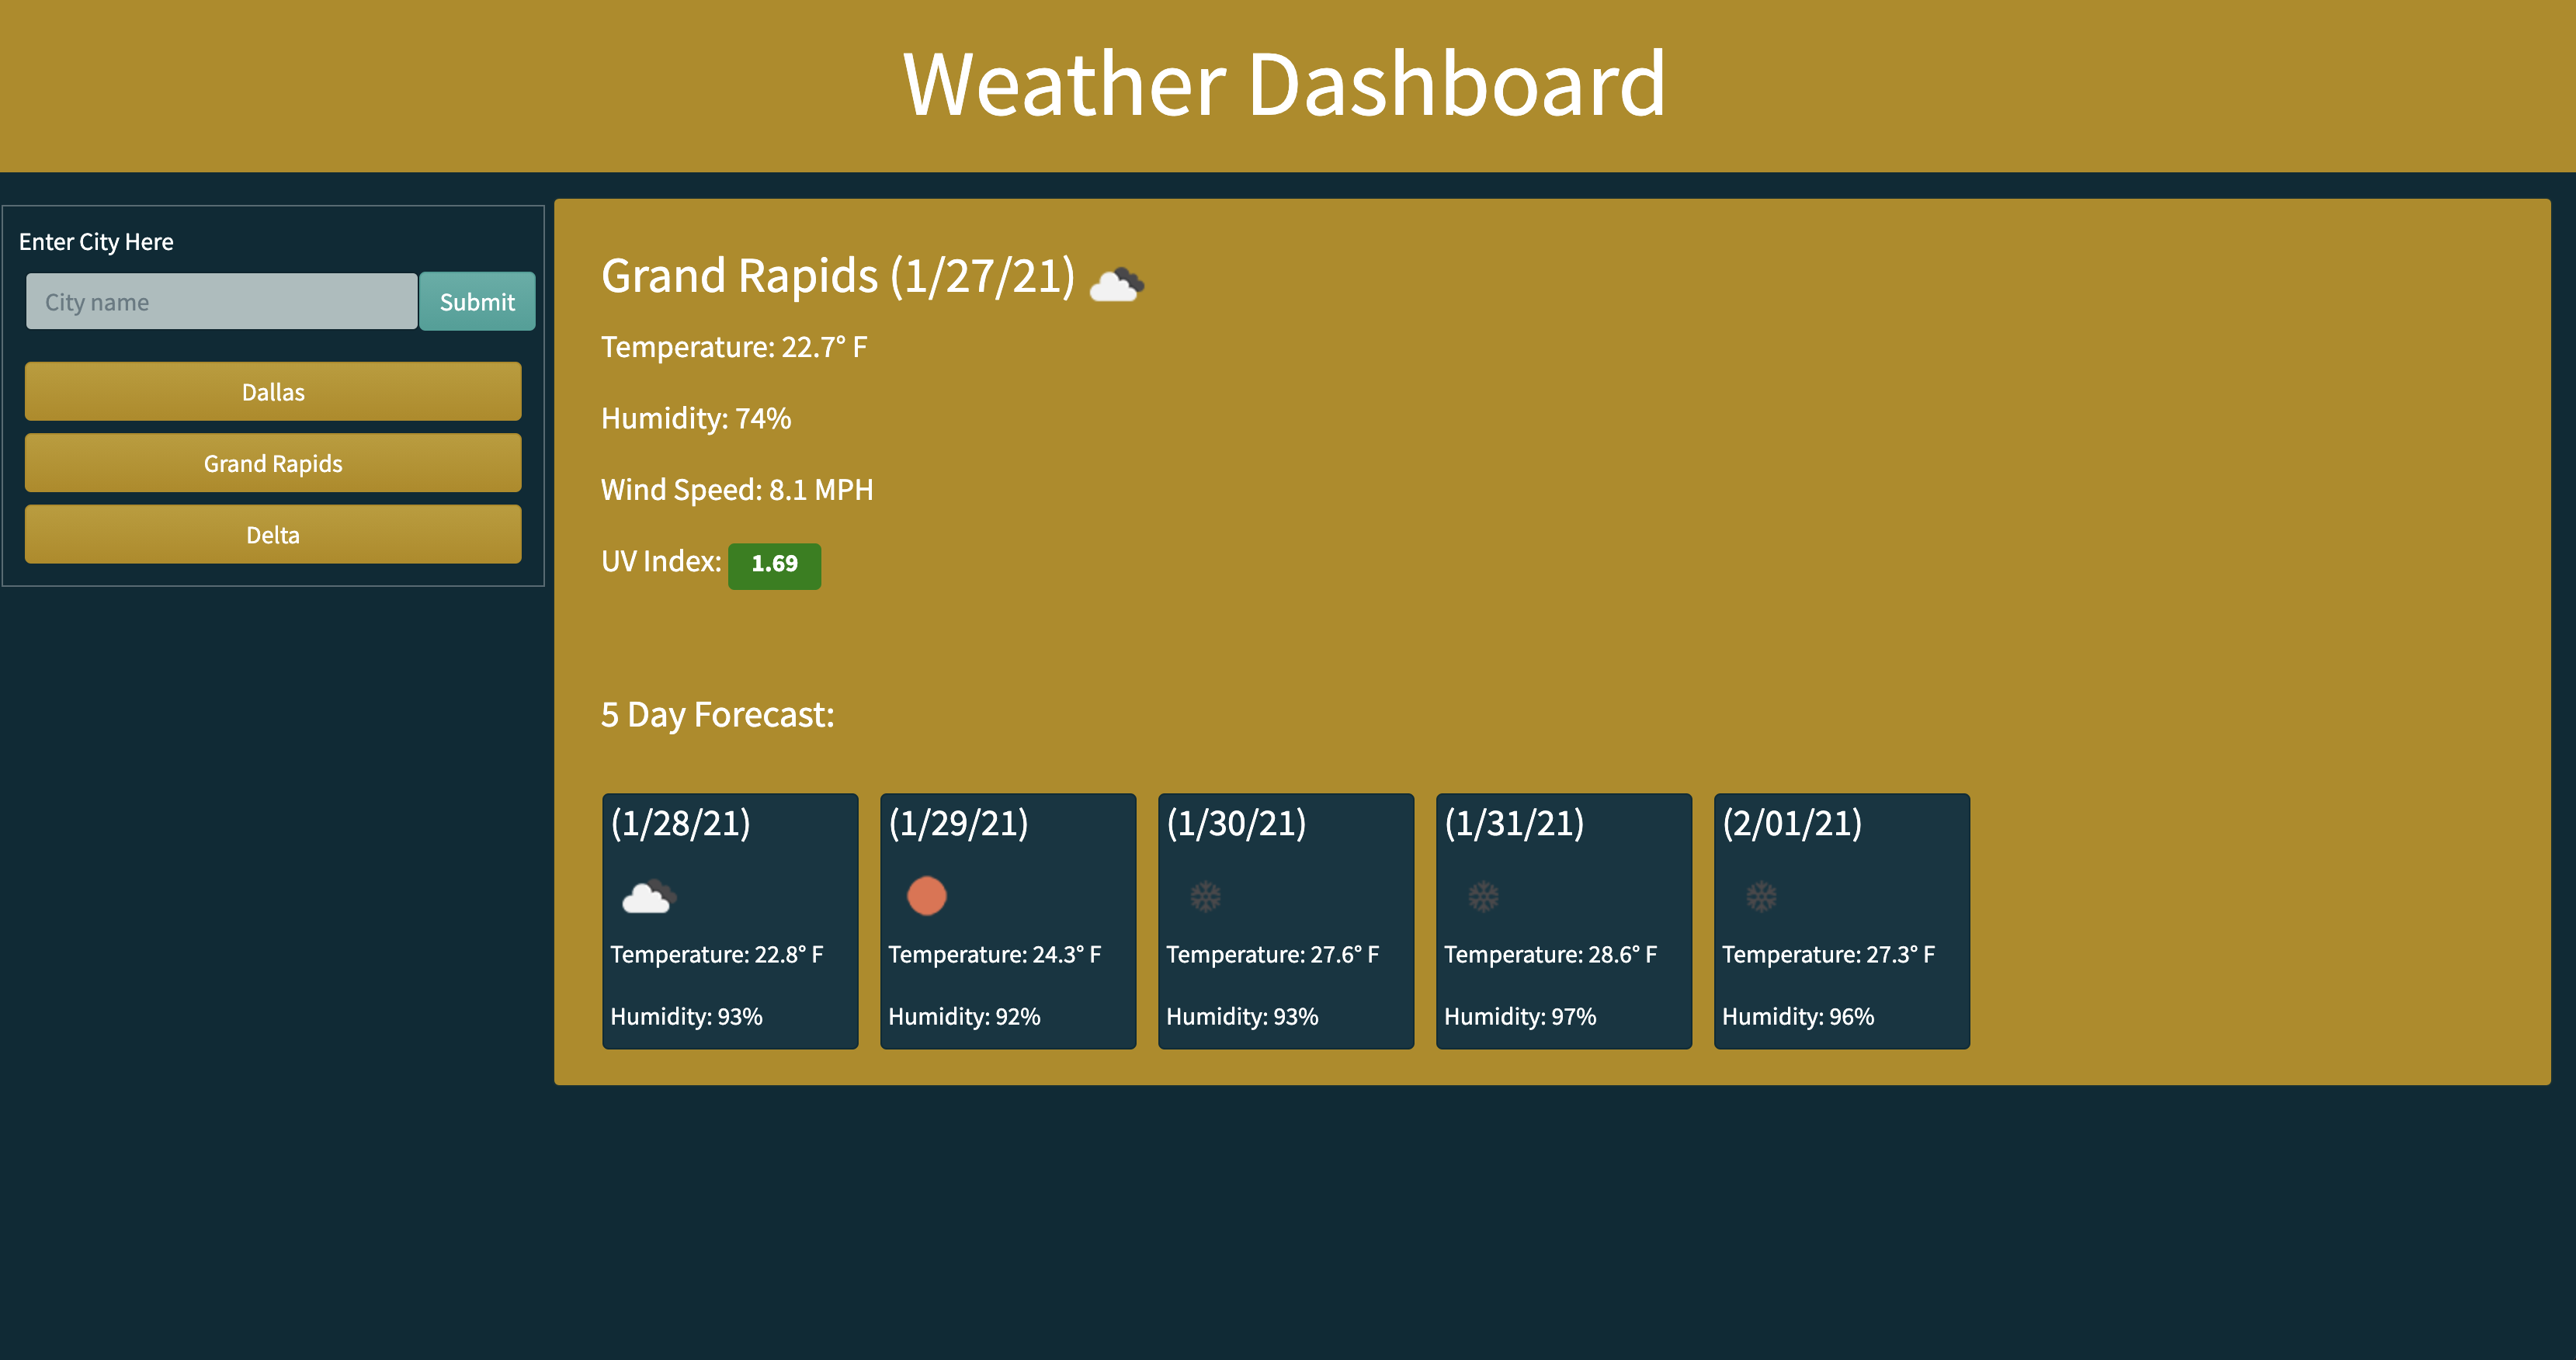 Weather Dashboard
Enter City Here
City name
Submit
Dallas
Grand Rapids
Delta
Grand Rapids (1/27/21)
Temperature: 22.7° F
Humidity: 74%
Wind Speed: 8.1 MPH
UV Index: 1.69
5 Day Forecast:
(1/28/21)
Temperature: 22.8° F
Humidity: 93%
(1/29/21)
Temperature: 24.3° F
Humidity: 92%
(1/30/21)
Temperature: 27.6° F
Humidity: 93%
(1/31/21)
Temperature: 28.6° F
Humidity: 97%
(2/01/21)
Temperature: 27.3° F
Humidity: 96%